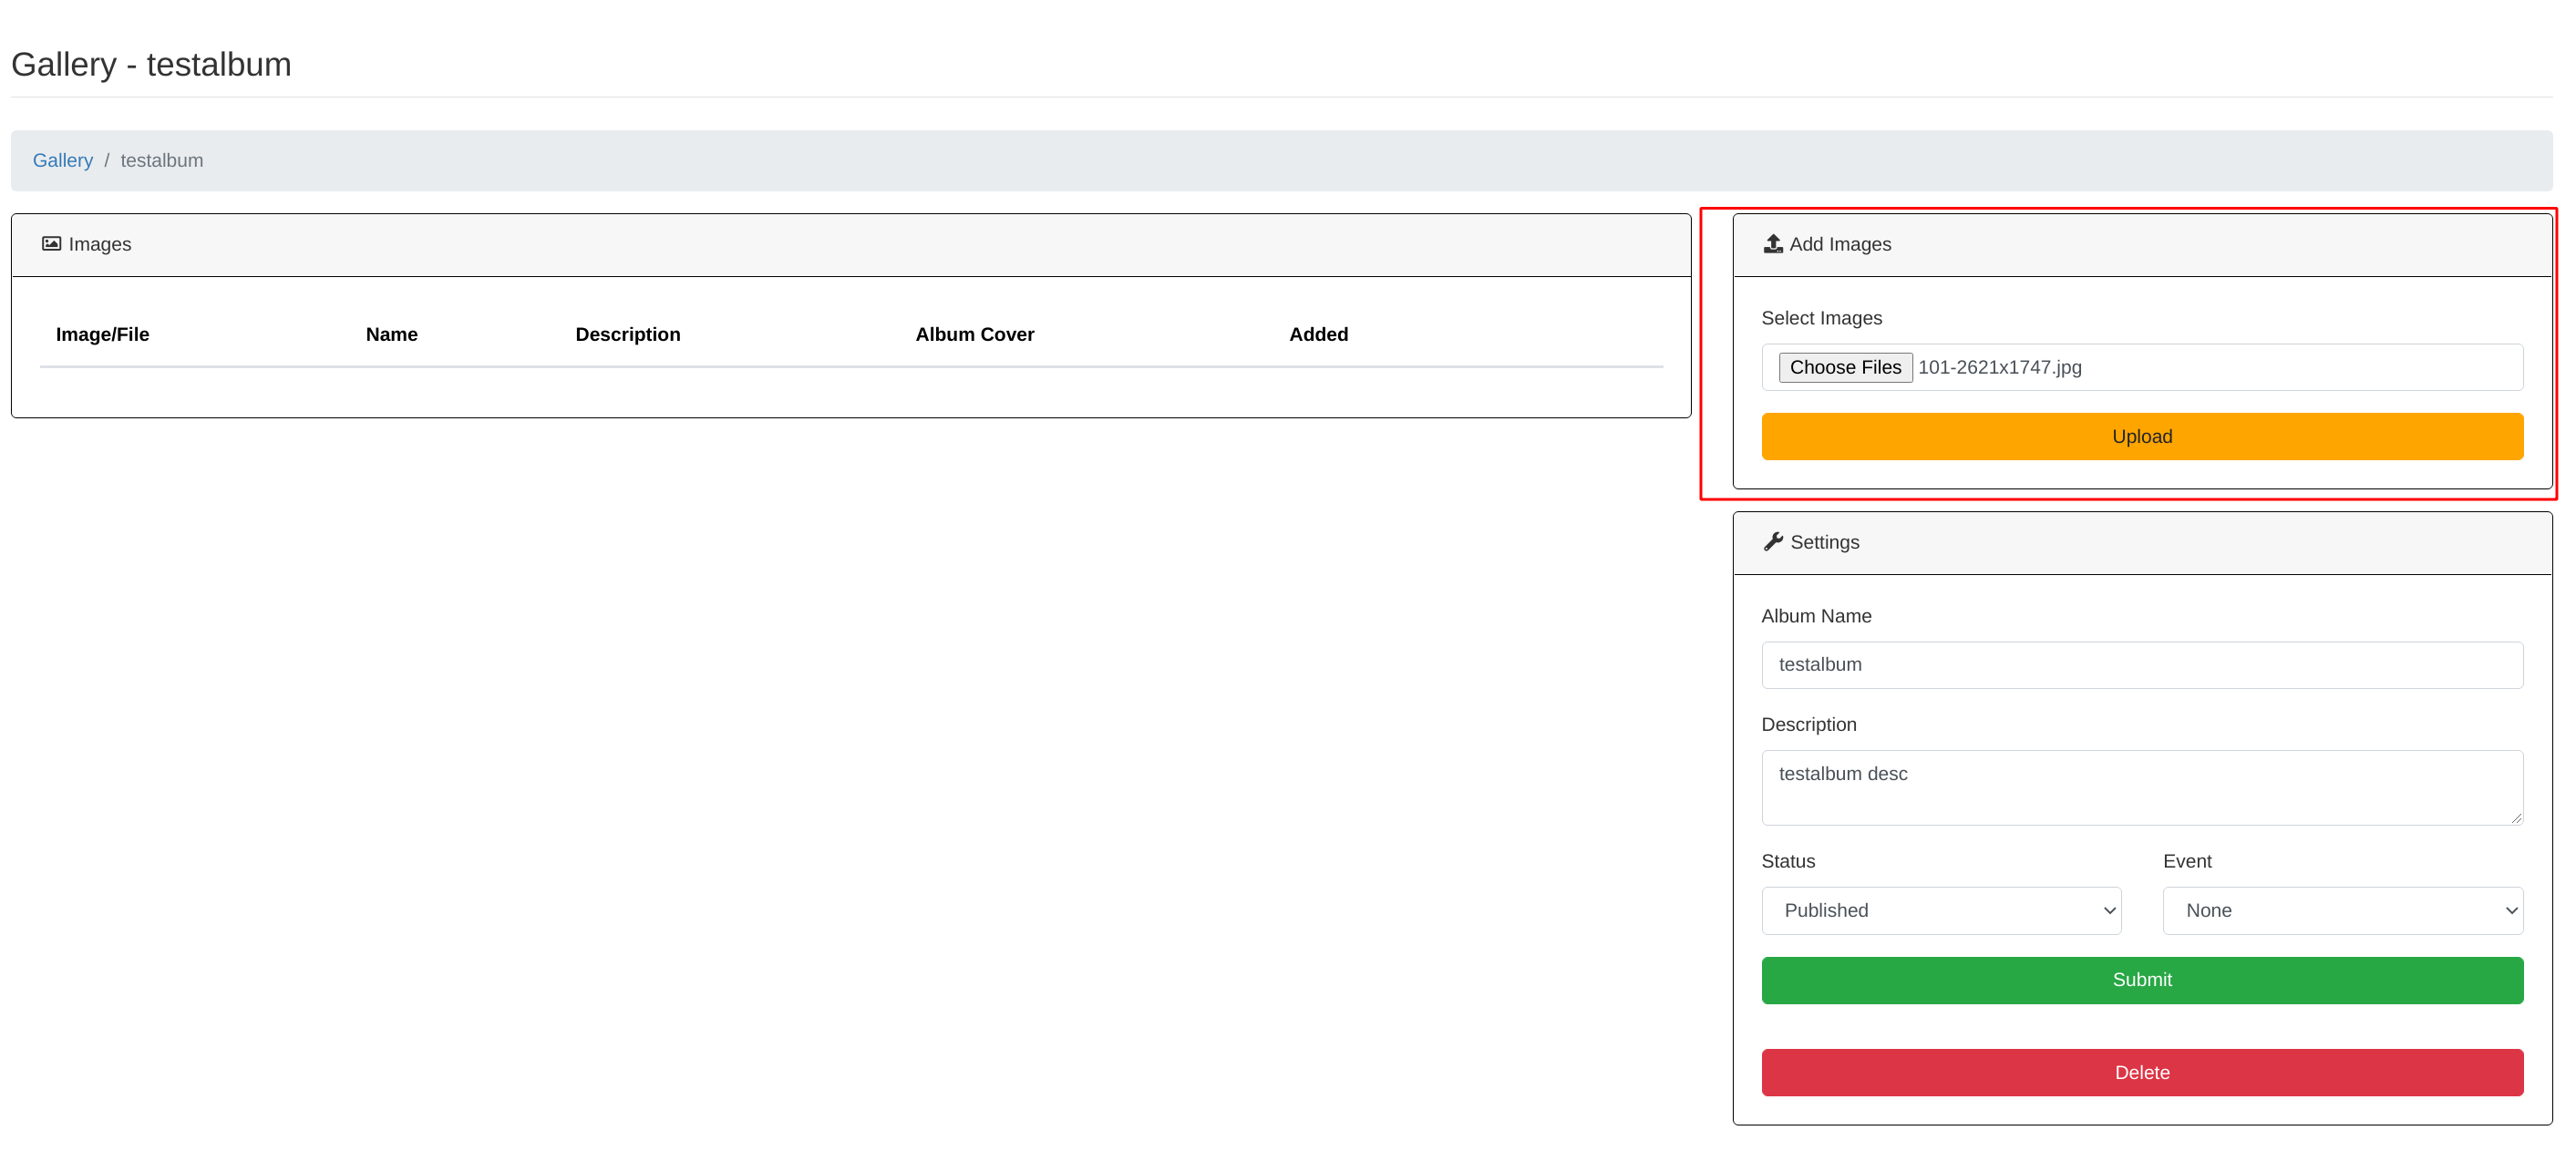 Gallery - testalbum
Gallery / testalbum
Images
Image/File Name Description Album Cover Added
Add Images
Select Images
Choose Files 101-2621x1747.jpg
Upload
Settings
Album Name
testalbum
Description
testalbum desc
Status Event
Published None
Submit
Delete